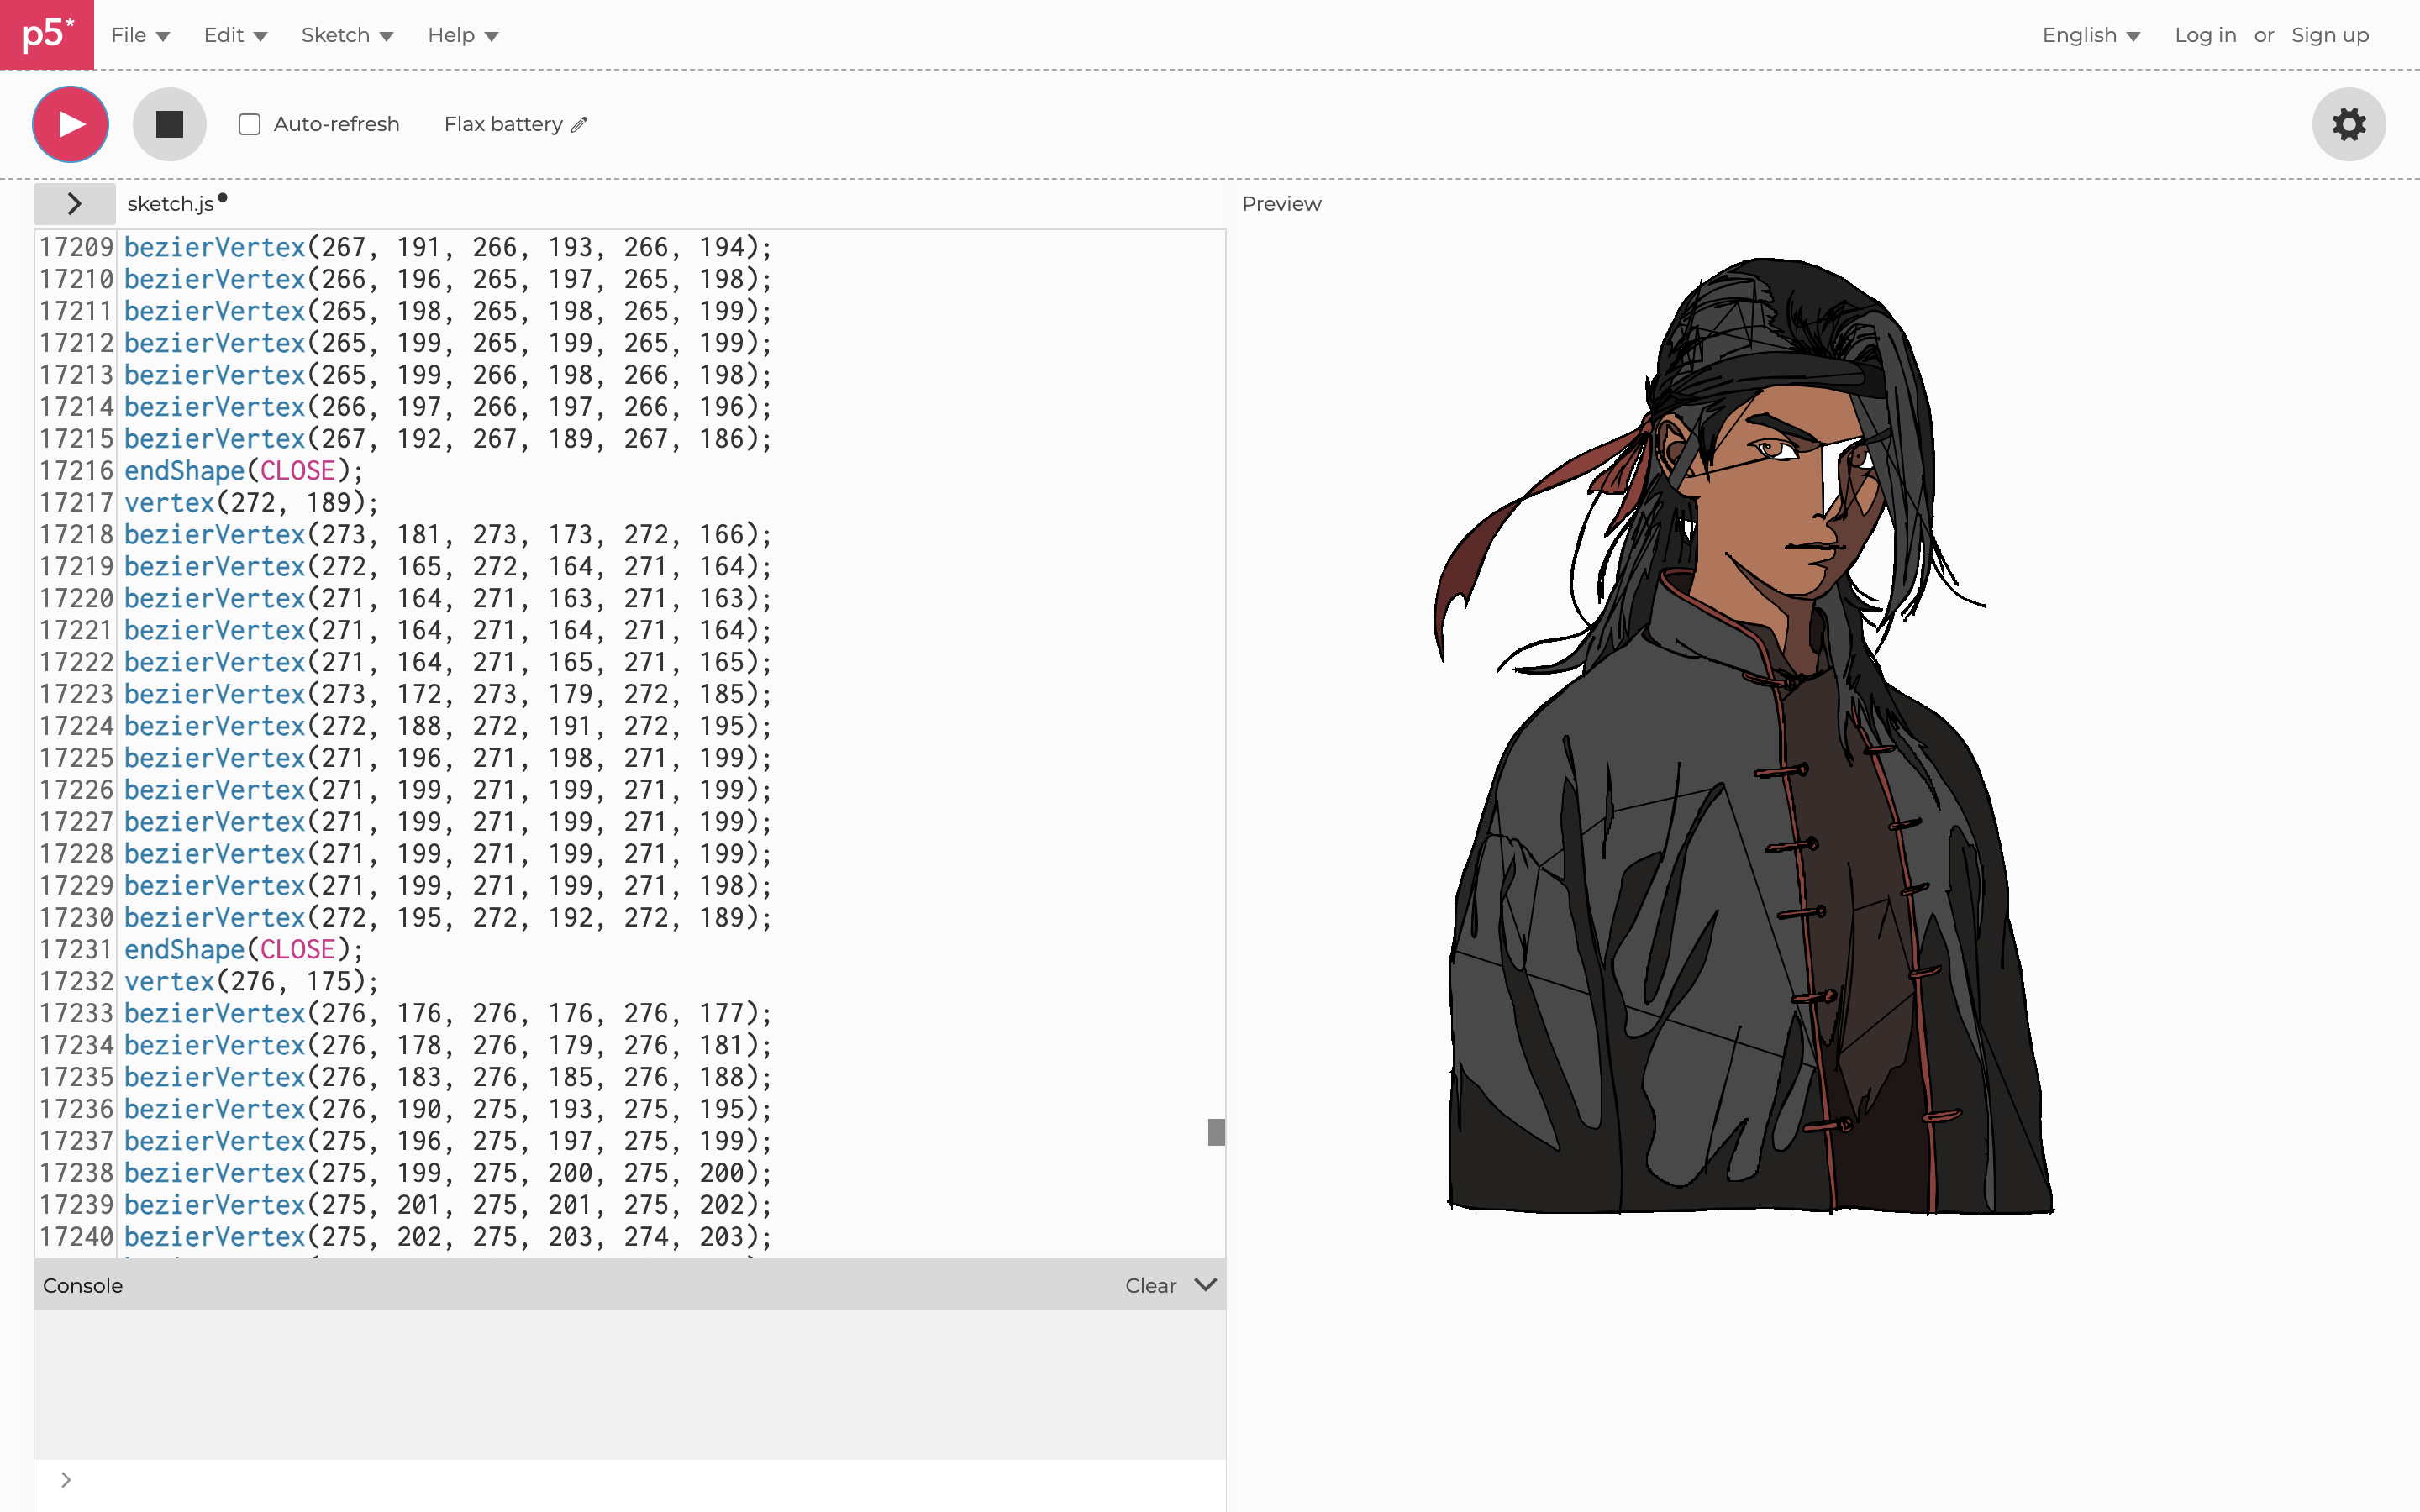 p5* File Edit Sketch Help English Log in or Sign up
Auto-refresh Flax battery
sketch.js
Preview
17209 bezierVertex(267, 191, 266, 193, 266, 194);
17210 bezierVertex(266, 196, 265, 197, 265, 198);
17211 bezierVertex(265, 198, 265, 198, 265, 199);
17212 bezierVertex(265, 199, 265, 199, 265, 199);
17213 bezierVertex(265, 199, 266, 198, 266, 198);
17214 bezierVertex(266, 197, 266, 197, 266, 196);
17215 bezierVertex(267, 192, 267, 189, 267, 186);
17216 endShape(CLOSE);
17217 vertex(272, 189);
17218 bezierVertex(273, 181, 273, 173, 272, 166);
17219 bezierVertex(272, 165, 272, 164, 271, 164);
17220 bezierVertex(271, 164, 271, 163, 271, 163);
17221 bezierVertex(271, 164, 271, 164, 271, 164);
17222 bezierVertex(271, 164, 271, 165, 271, 165);
17223 bezierVertex(273, 172, 273, 179, 272, 185);
17224 bezierVertex(272, 188, 272, 191, 272, 195);
17225 bezierVertex(271, 196, 271, 198, 271, 199);
17226 bezierVertex(271, 199, 271, 199, 271, 199);
17227 bezierVertex(271, 199, 271, 199, 271, 199);
17228 bezierVertex(271, 199, 271, 199, 271, 199);
17229 bezierVertex(271, 199, 271, 199, 271, 198);
17230 bezierVertex(272, 195, 272, 192, 272, 189);
17231 endShape(CLOSE);
17232 vertex(276, 175);
17233 bezierVertex(276, 176, 276, 176, 276, 177);
17234 bezierVertex(276, 178, 276, 179, 276, 181);
17235 bezierVertex(276, 183, 276, 185, 276, 188);
17236 bezierVertex(276, 190, 275, 193, 275, 195);
17237 bezierVertex(275, 196, 275, 197, 275, 199);
17238 bezierVertex(275, 199, 275, 200, 275, 200);
17239 bezierVertex(275, 201, 275, 201, 275, 202);
17240 bezierVertex(275, 202, 275, 203, 274, 203);
Console Clear